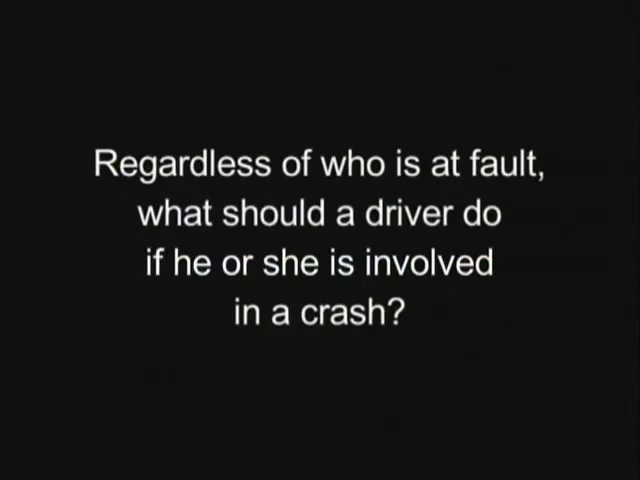 Regardless of who is at fault,
what should a driver do
if he or she is involved
in a crash?